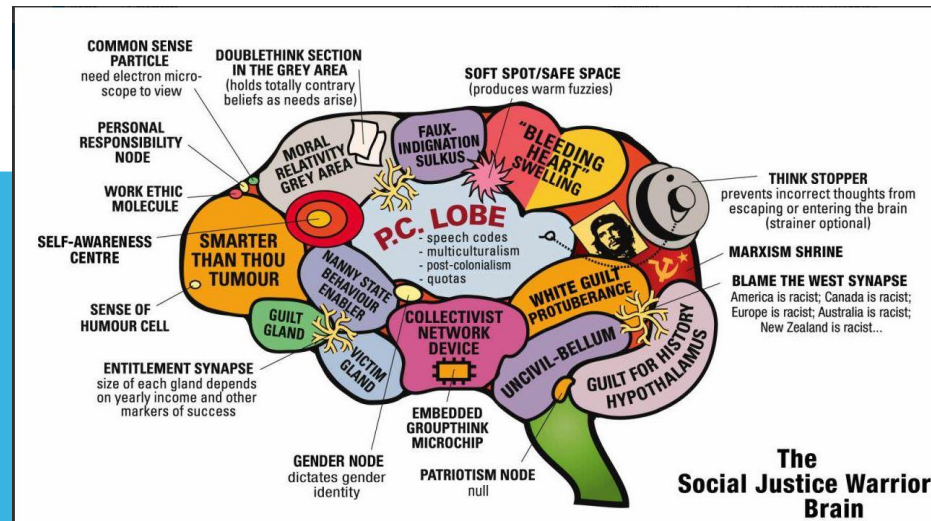 COMMON SENSE
PARTICLE
need electron micro-
scope to view
DOUBLETHINK SECTION
IN THE GREY AREA
(holds totally contrary
beliefs as needs arise)
SOFT SPOT/SAFE SPACE
(produces warm fuzzies)
PERSONAL
RESPONSIBILITY
NODE
WORK ETHIC
MOLECULE
SELF-AWARENESS
CENTRE
SENSE OF
HUMOUR CELL
MORAL
RELATIVITY
GREY AREA
FAUX-
INDIGNATION
SULKUS
"BLEEDING
HEART"
SWELLING
THINK STOPPER
prevents incorrect thoughts from
escaping or entering the brain
(strainer optional)
MARXISM SHRINE
BLAME THE WEST SYNAPSE
America is racist; Canada is racist;
Europe is racist; Australia is racist;
New Zealand is racist...
SMARTER
THAN THOU
TUMOUR
P.C. LOBE
- speech codes
- multiculturalism
- post-colonialism
- quotas
NANNY STATE
BEHAVIOUR
ENABLER
GUILT
GLAND
VICTIM
GLAND
COLLECTIVIST
NETWORK
DEVICE
WHITE GUILT
PROTUBERANCE
UNCIVIL-BELLUM
GUILT FOR HISTORY
HYPOTHALAMUS
ENTITLEMENT SYNAPSE
size of each gland depends
on yearly income and other
markers of success
EMBEDDED
GROUPTHINK
MICROCHIP
GENDER NODE
dictates gender
identity
PATRIOTISM NODE
null
The
Social Justice Warrior
Brain